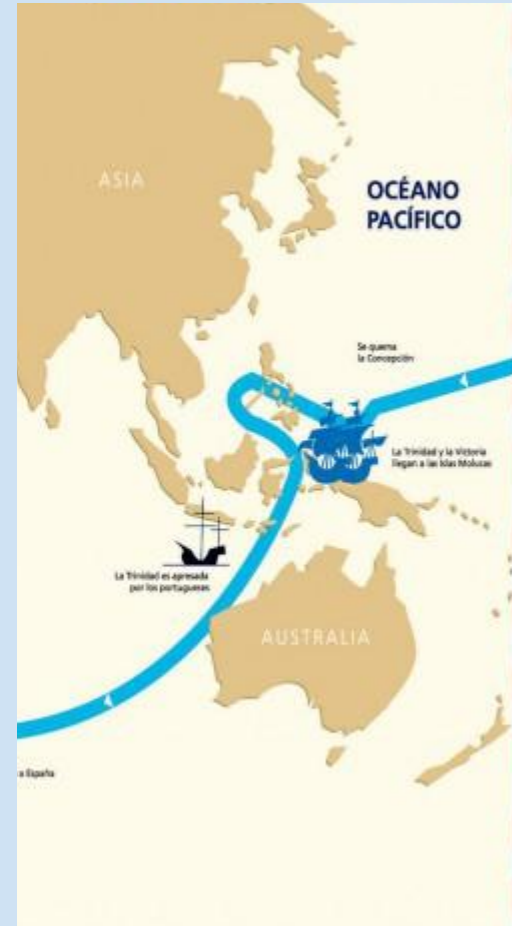 ASIA
OCÉANO
PACÍFICO
Se quema
la Concepción
La Trinidad y la Victoria
llegan a las Islas Molucas
La Trinidad es apresada
por los portugueses
AUSTRALIA
a España